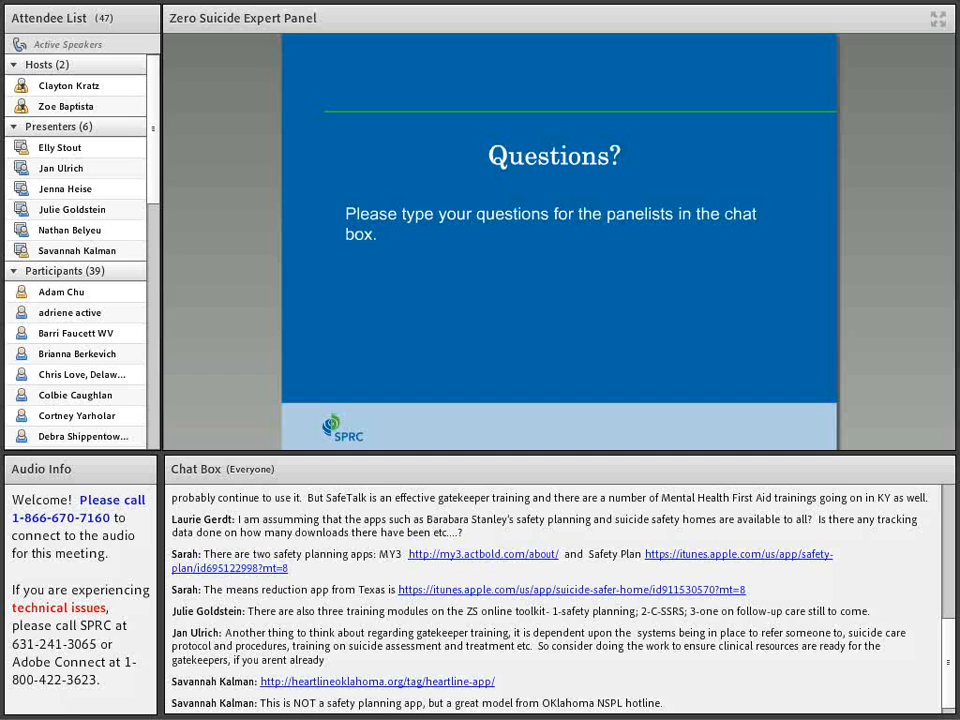 Attendee List (47)
Active Speakers
Hosts (2)
Clayton Kratz
Zoe Baptista
Presenters (6)
Elly Stout
Jan Ulrich
Jenna Heise
Julie Goldstein
Nathan Belyeu
Savannah Kalman
Participants (39)
Adam Chu
adriene active
Barri Faucett WV
Brianna Berkevich
Chris Love, Delaw...
Colbie Caughlan
Cortney Yarholar
Debra Shippentow...
Zero Suicide Expert Panel
Questions?
Please type your questions for the panelists in the chat
box.
SPRC
Audio Info
Welcome! Please call
1-866-670-7160 to
connect to the audio
for this meeting.
If you are experiencing
technical issues,
please call SPRC at
631-241-3065 or
Adobe Connect at 1-
800-422-3623.
Chat Box (Everyone)
probably continue to use it. But SafeTalk is an effective gatekeeper training and there are a number of Mental Health First Aid trainings going on in KY as well.
Laurie Gerdt: I am assumming that the apps such as Barabara Stanley's safety planning and suicide safety homes are available to all? Is there any tracking
data done on how many downloads there have been etc....?
Sarah: There are two safety planning apps: MY3 http://my3.actbold.com/about/ and Safety Plan https://itunes.apple.com/us/app/safety-
plan/id695122998?mt=8
Sarah: The means reduction app from Texas is https://itunes.apple.com/us/app/suicide-safer-home/id911530570?mt=8
Julie Goldstein: There are also three training modules on the ZS online toolkit- 1-safety planning; 2-C-SSRS; 3-one on follow-up care still to come.
Jan Ulrich: Another thing to think about regarding gatekeeper training, it is dependent upon the systems being in place to refer someone to, suicide care
protocol and procedures, training on suicide assessment and treatment etc. So consider doing the work to ensure clinical resources are ready for the
gatekeepers, if you arent already
Savannah Kalman: http://heartlineoklahoma.org/tag/heartline-app/
Savannah Kalman: This is NOT a safety planning app, but a great model from OKlahoma NSPL hotline.